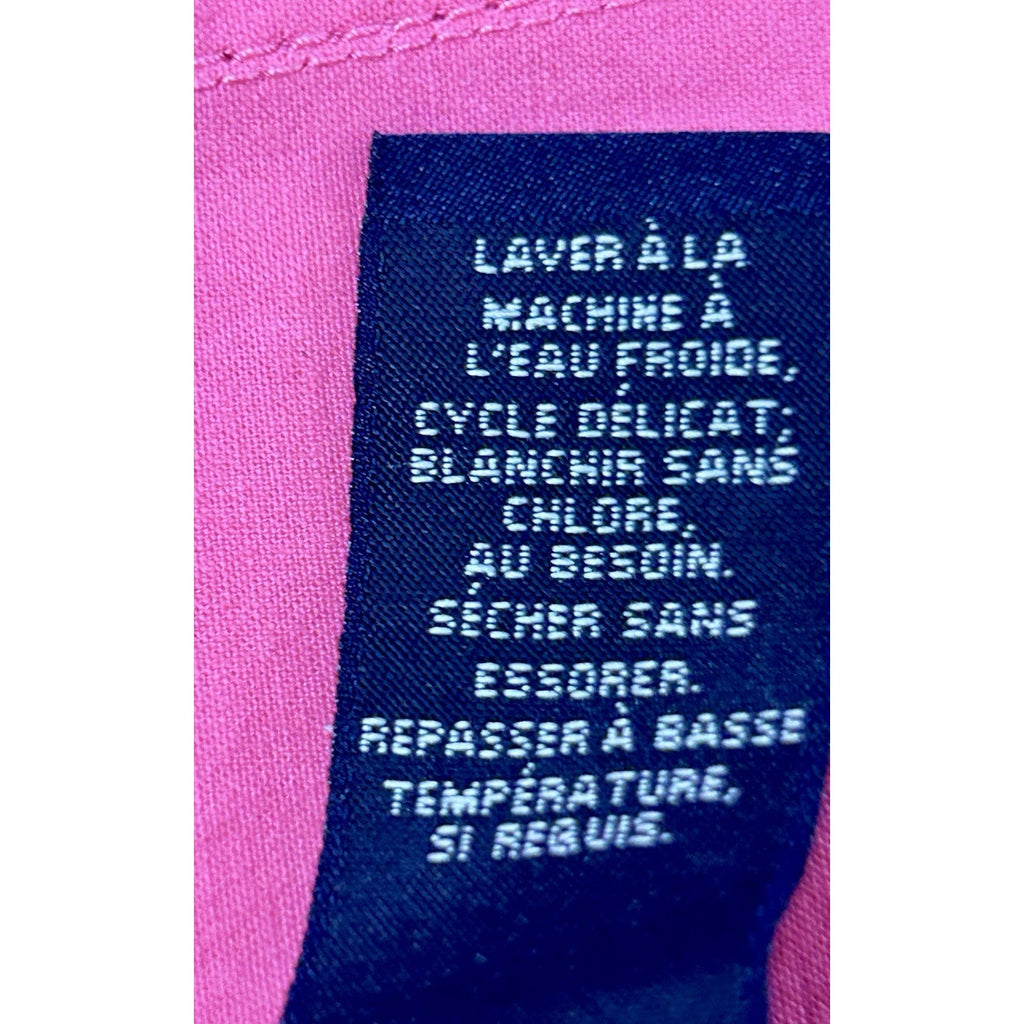 LAVER À LA
MACHINE À
L'EAU FROIDE,
CYCLE DÉLICAT;
BLANCHIR SANS
CHLORE,
AU BESOIN.
SÉCHER SANS
ESSORER.
REPASSER À BASSE
TEMPÉRATURE,
SI REQUIS.